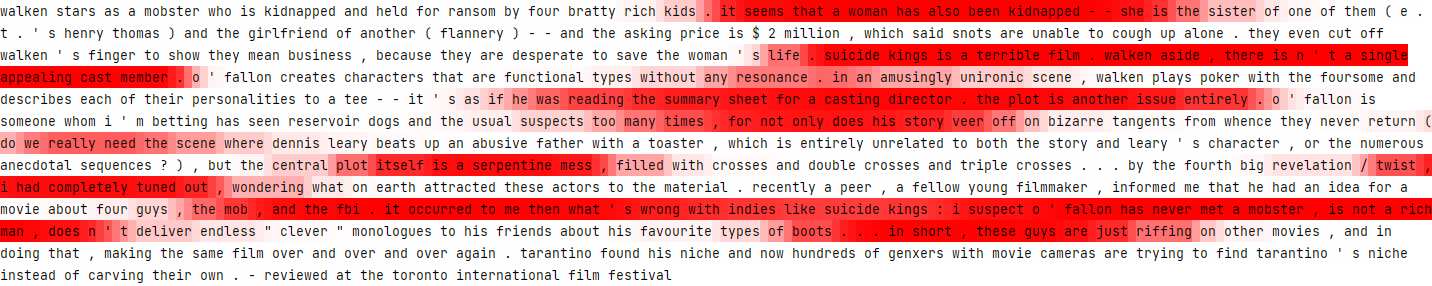 walken stars as a mobster who is kidnapped and held for ransom by four bratty rich kids . it seems that a woman has also been kidnapped - - she is the sister of one of them ( e .
t . ' s henry thomas ) and the girlfriend of another ( flannery ) - - and the asking price is $ 2 million , which said snots are unable to cough up alone . they even cut off
walken ' s finger to show they mean business , because they are desperate to save the woman ' s life . suicide kings is a terrible film . walken aside , there is n ' t a single
appealing cast member . o ' fallon creates characters that are functional types without any resonance . in an amusingly unironic scene , walken plays poker with the foursome and
describes each of their personalities to a tee - - it ' s as if he was reading the summary sheet for a casting director . the plot is another issue entirely . o ' fallon is
someone whom i ' m betting has seen reservoir dogs and the usual suspects too many times , for not only does his story veer off on bizarre tangents from whence they never return (
do we really need the scene where dennis leary beats up an abusive father with a toaster , which is entirely unrelated to both the story and leary ' s character , or the numerous
anecdotal sequences ? ) , but the central plot itself is a serpentine mess , filled with crosses and double crosses and triple crosses . . . by the fourth big revelation / twist ,
i had completely tuned out , wondering what on earth attracted these actors to the material . recently a peer , a fellow young filmmaker , informed me that he had an idea for a
movie about four guys , the mob , and the fbi . it occurred to me then what ' s wrong with indies like suicide kings : i suspect o ' fallon has never met a mobster , is not a rich
man , does n ' t deliver endless " clever " monologues to his friends about his favourite types of boots . . . in short , these guys are just riffing on other movies , and in
doing that , making the same film over and over and over again . tarantino found his niche and now hundreds of genxers with movie cameras are trying to find tarantino ' s niche
instead of carving their own . - reviewed at the toronto international film festival